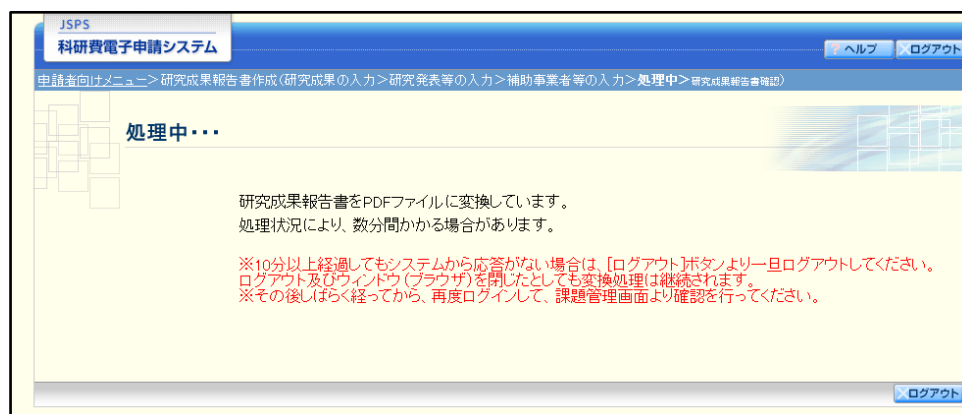 JSPS
科研費電子申請システム
ヘルプ
ログアウト
申請者向けメニュー>研究成果報告書作成(研究成果の入力>研究発表等の入力>補助事業者等の入力>処理中>研究成果報告書確認)
処理中・・・
研究成果報告書をPDFファイルに変換しています。
処理状況により、数分間かかる場合があります。
※10分以上経過してもシステムから応答がない場合は、[ログアウト]ボタンより一旦ログアウトしてください。
ログアウト及びウィンドウ(ブラウザ)を閉じたとしても変換処理は継続されます。
※その後しばらく経ってから、再度ログインして、課題管理画面より確認を行ってください。
ログアウト